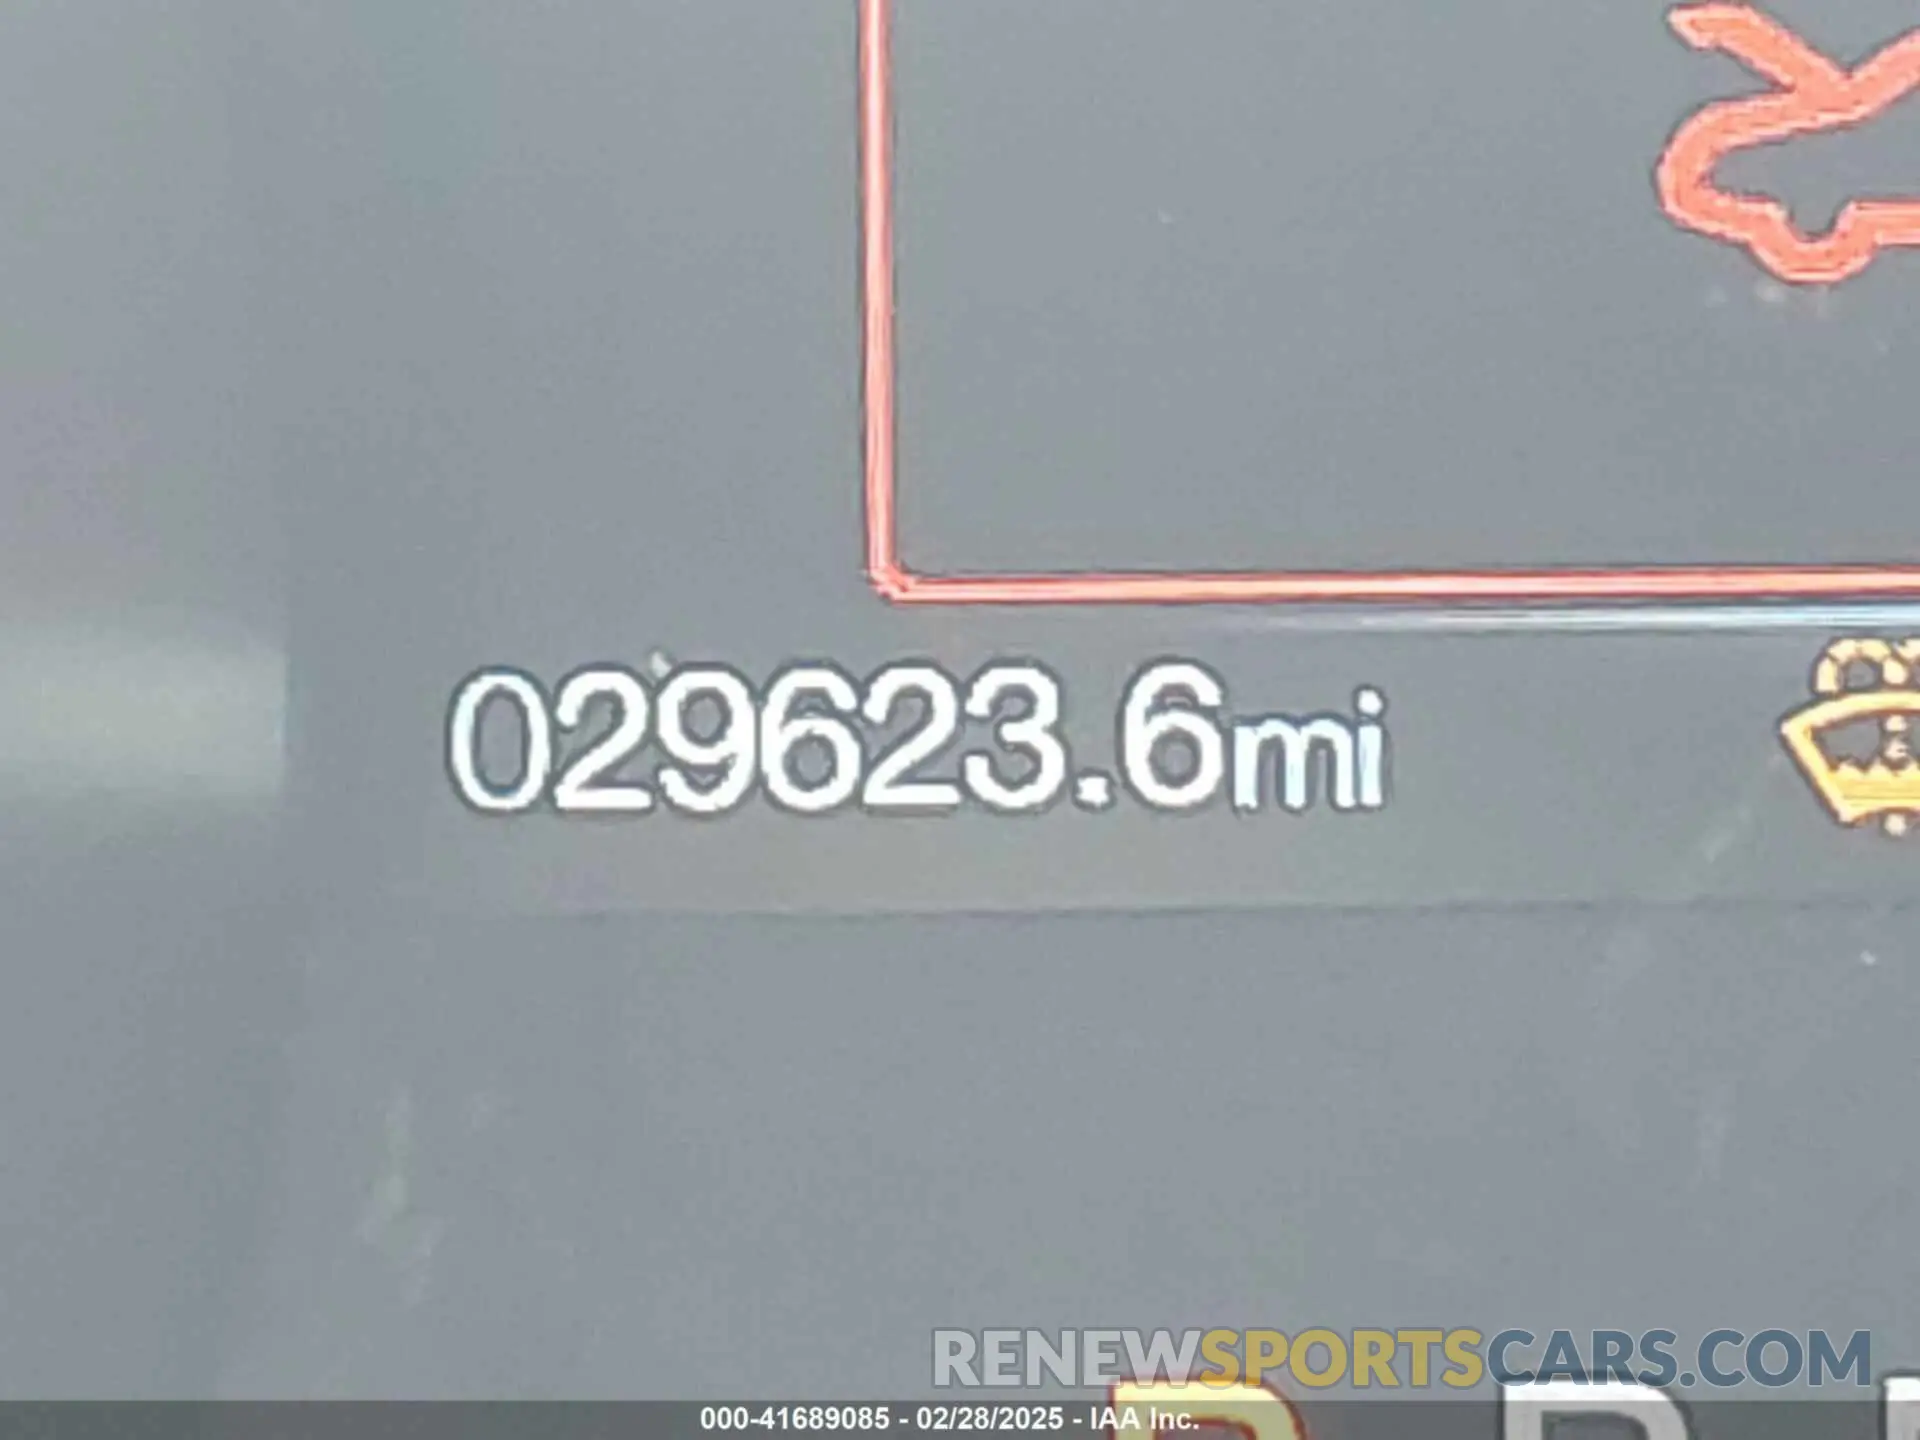 029623.6mi
RENEWSPORTSCARS.COM
000-41689085 - 02/28/2025 - IAA Inc.